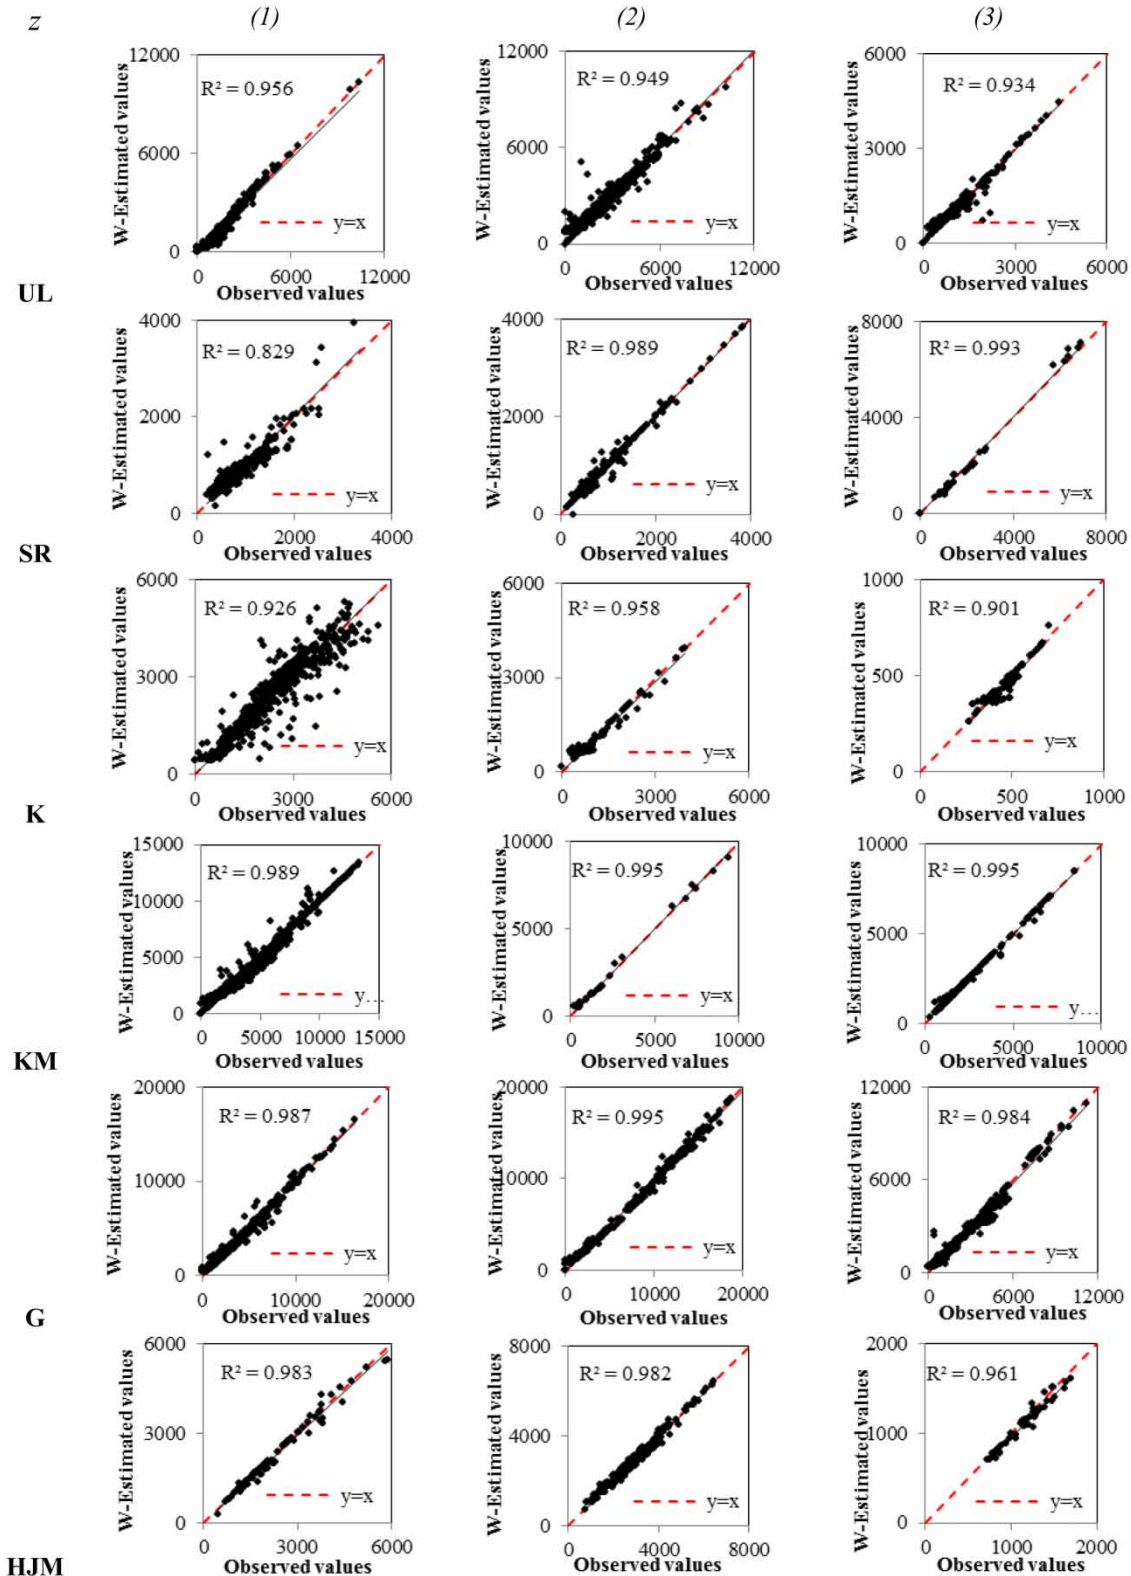 z (1) (2) (3)
W-Estimated values
12000
6000
0
R² = 0.956
y=x
0 6000 12000
Observed values
W-Estimated values
12000
6000
0
R² = 0.949
y=x
0 6000 12000
Observed values
W-Estimated values
6000
3000
0
R² = 0.934
y=x
0 3000 6000
Observed values
UL
W-Estimated values
4000
2000
0
R² = 0.829
y=x
0 2000 4000
Observed values
W-Estimated values
4000
2000
0
R² = 0.989
y=x
0 2000 4000
Observed values
W-Estimated values
8000
4000
0
R² = 0.993
y=x
0 4000 8000
Observed values
SR
W-Estimated values
6000
3000
0
R² = 0.926
y=x
0 3000 6000
Observed values
W-Estimated values
6000
3000
0
R² = 0.958
y=x
0 3000 6000
Observed values
W-Estimated values
1000
500
0
R² = 0.901
y=x
0 500 1000
Observed values
K
W-Estimated values
15000
10000
5000
0
R² = 0.989
y...
0 5000 10000 15000
Observed values
W-Estimated values
10000
5000
0
R² = 0.995
y=x
0 5000 10000
Observed values
W-Estimated values
10000
5000
0
R² = 0.995
y...
0 5000 10000
Observed values
KM
W-Estimated values
20000
10000
0
R² = 0.987
y=x
0 10000 20000
Observed values
W-Estimated values
20000
10000
0
R² = 0.995
y=x
0 10000 20000
Observed values
W-Estimated values
12000
6000
0
R² = 0.984
y=x
0 6000 12000
Observed values
G
W-Estimated values
6000
3000
0
R² = 0.983
y=x
0 3000 6000
Observed values
W-Estimated values
8000
4000
0
R² = 0.982
y=x
0 4000 8000
Observed values
W-Estimated values
2000
1000
0
R² = 0.961
y=x
0 1000 2000
Observed values
HJM